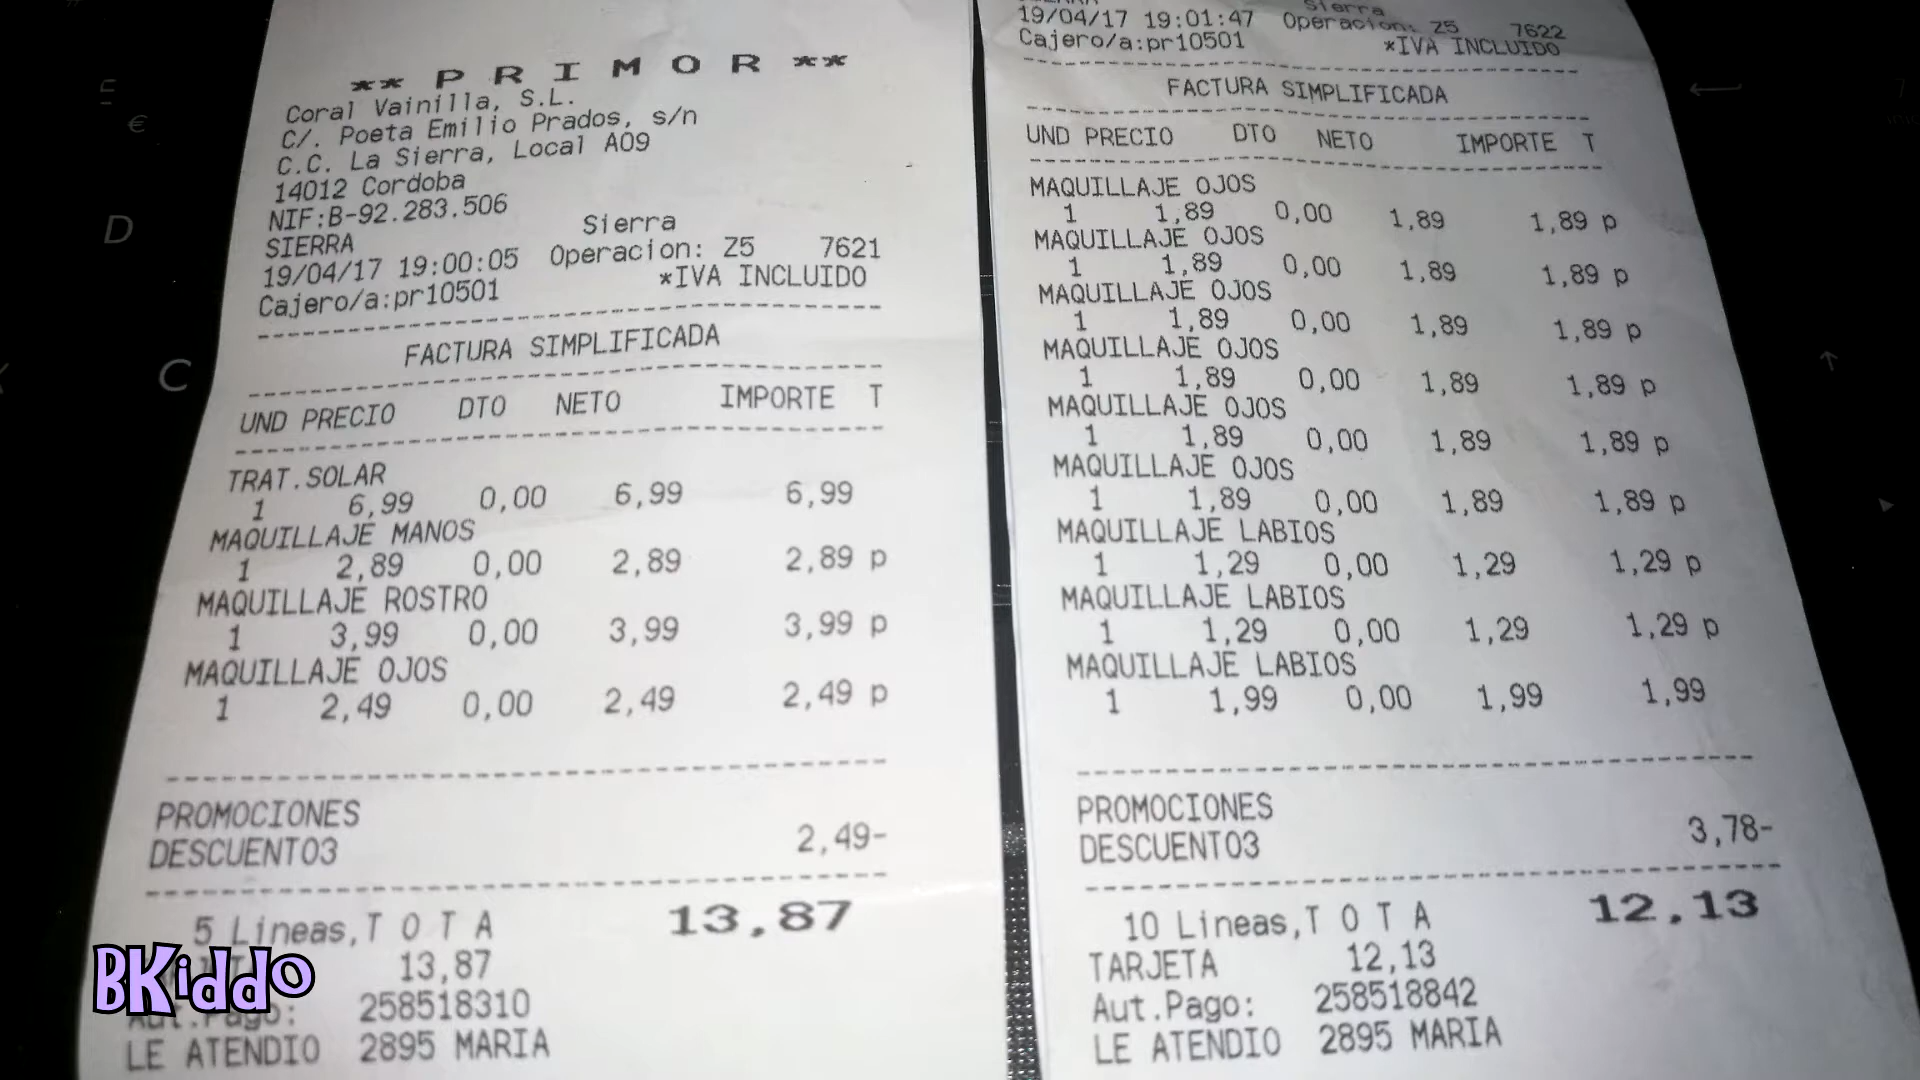 ** P R I M O R **
Coral Vainilla, S.L.
C/. Poeta Emilio Prados, s/n
C.C. La Sierra, Local A09
14012 Cordoba
NIF:B-92.283.506
SIERRA Sierra
19/04/17 19:00:05 Operacion: Z5 7621
Cajero/a:pr10501 *IVA INCLUIDO
FACTURA SIMPLIFICADA
UND PRECIO DTO NETO IMPORTE T
TRAT.SOLAR
1 6,99 0,00 6,99 6,99
MAQUILLAJE MANOS
1 2,89 0,00 2,89 2,89 p
MAQUILLAJE ROSTRO
1 3,99 0,00 3,99 3,99 p
MAQUILLAJE OJOS
1 2,49 0,00 2,49 2,49 p
PROMOCIONES
DESCUENTO3 2,49-
5 Lineas,T O T A 13,87
13,87
Aut.Pago: 258518310
LE ATENDIO 2895 MARIA
BKiddo
Sierra
19/04/17 19:01:47 Operacion: Z5 7622
Cajero/a:pr10501 *IVA INCLUIDO
FACTURA SIMPLIFICADA
UND PRECIO DTO NETO IMPORTE T
MAQUILLAJE OJOS
1 1,89 0,00 1,89 1,89 p
MAQUILLAJE OJOS
1 1,89 0,00 1,89 1,89 p
MAQUILLAJE OJOS
1 1,89 0,00 1,89 1,89 p
MAQUILLAJE OJOS
1 1,89 0,00 1,89 1,89 p
MAQUILLAJE OJOS
1 1,89 0,00 1,89 1,89 p
MAQUILLAJE OJOS
1 1,89 0,00 1,89 1,89 p
MAQUILLAJE LABIOS
1 1,29 0,00 1,29 1,29 p
MAQUILLAJE LABIOS
1 1,29 0,00 1,29 1,29 p
MAQUILLAJE LABIOS
1 1,99 0,00 1,99 1,99
PROMOCIONES
DESCUENTO3 3,78-
10 Lineas,T O T A 12,13
TARJETA 12,13
Aut.Pago: 258518842
LE ATENDIO 2895 MARIA
€
D
C